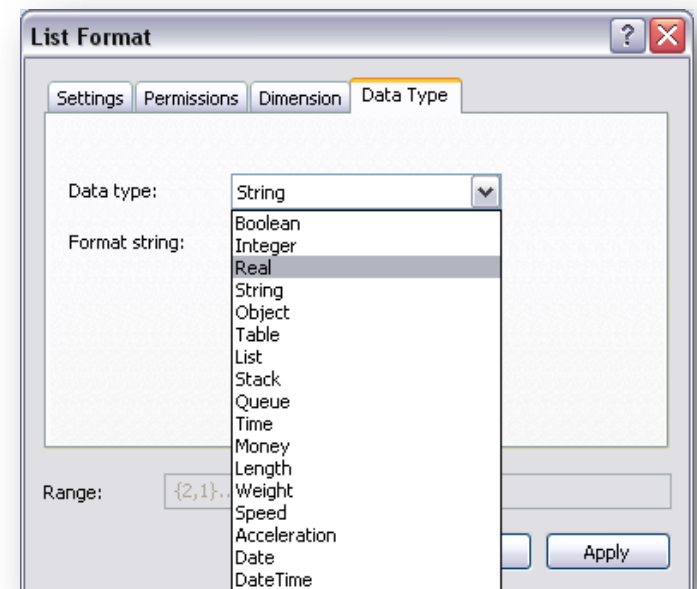 List Format
Settings Permissions Dimension Data Type
Data type: String
Boolean
Format string: Integer
Real
String
Object
Table
List
Stack
Queue
Time
Money
Length
Range: {2,1}.. Weight
Speed
Acceleration
Apply
Date
DateTime